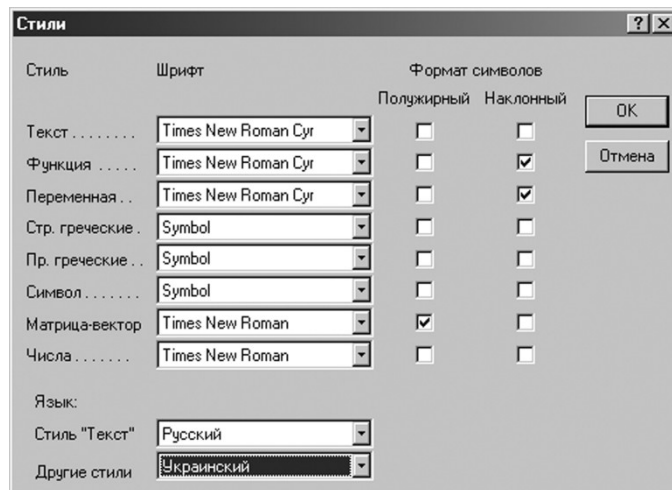 Стили
Стиль Шрифт Формат символов
Полужирный Наклонный
Текст . . . . . . . . Times New Roman Cyr
OK
Функция . . . . . Times New Roman Cyr
Отмена
Переменная . . Times New Roman Cyr
Стр. греческие . Symbol
Пр. греческие . . Symbol
Символ . . . . . . . Symbol
Матрица-вектор Times New Roman
Числа . . . . . . . Times New Roman
Язык:
Стиль "Текст" Русский
Другие стили Украинский